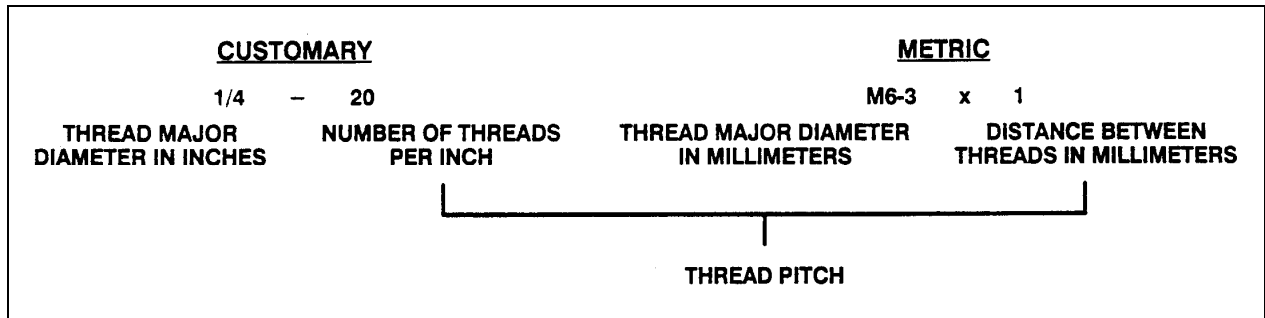 CUSTOMARY
1/4 – 20
THREAD MAJOR
DIAMETER IN INCHES
NUMBER OF THREADS
PER INCH
METRIC
M6-3 x 1
THREAD MAJOR DIAMETER
IN MILLIMETERS
DISTANCE BETWEEN
THREADS IN MILLIMETERS
THREAD PITCH